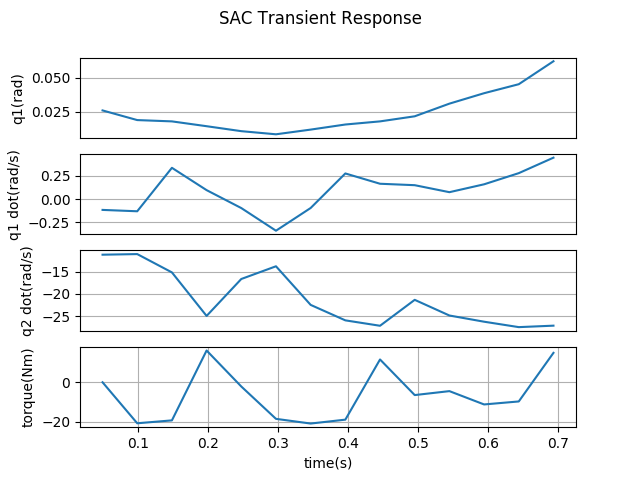 SAC Transient Response
q1(rad)
0.050
0.025
q1 dot(rad/s)
0.25
0.00
−0.25
q2 dot(rad/s)
−15
−20
−25
torque(Nm)
0
−20
0.1 0.2 0.3 0.4 0.5 0.6 0.7
time(s)